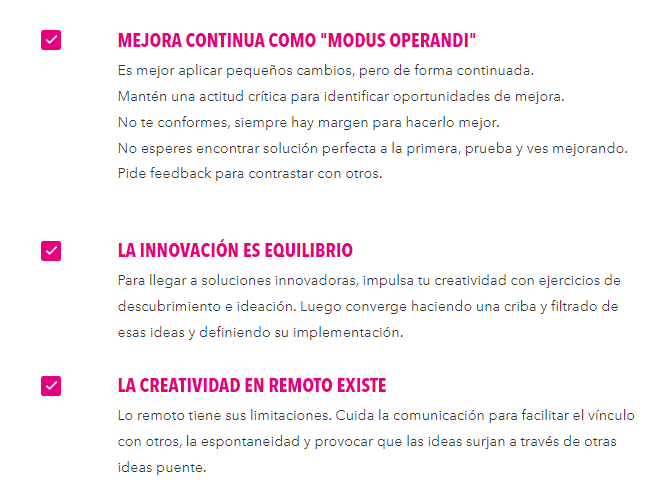 MEJORA CONTINUA COMO "MODUS OPERANDI"
Es mejor aplicar pequeños cambios, pero de forma continuada.
Mantén una actitud crítica para identificar oportunidades de mejora.
No te conformes, siempre hay margen para hacerlo mejor.
No esperes encontrar solución perfecta a la primera, prueba y ves mejorando.
Pide feedback para contrastar con otros.
LA INNOVACIÓN ES EQUILIBRIO
Para llegar a soluciones innovadoras, impulsa tu creatividad con ejercicios de
descubrimiento e ideación. Luego converge haciendo una criba y filtrado de
esas ideas y definiendo su implementación.
LA CREATIVIDAD EN REMOTO EXISTE
Lo remoto tiene sus limitaciones. Cuida la comunicación para facilitar el vínculo
con otros, la espontaneidad y provocar que las ideas surjan a través de otras
ideas puente.